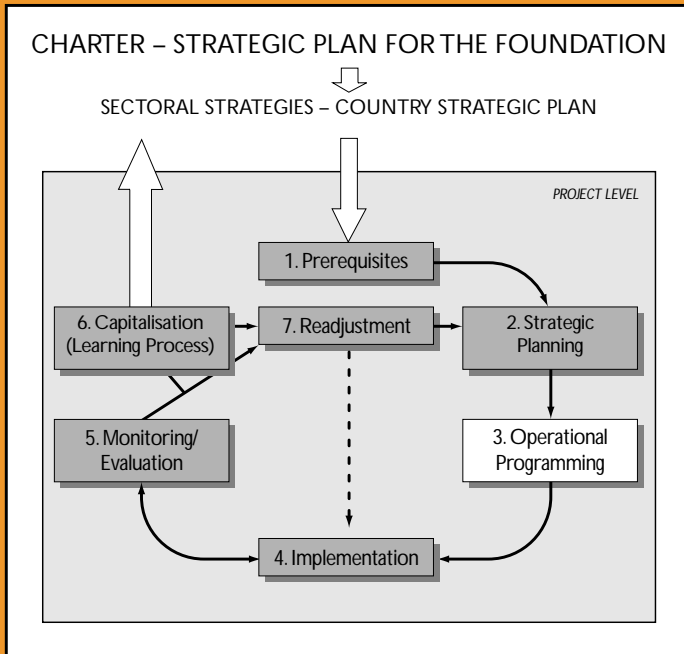 CHARTER – STRATEGIC PLAN FOR THE FOUNDATION
SECTORAL STRATEGIES – COUNTRY STRATEGIC PLAN
PROJECT LEVEL
1. Prerequisites
6. Capitalisation
(Learning Process)
7. Readjustment
2. Strategic
Planning
5. Monitoring/
Evaluation
3. Operational
Programming
4. Implementation